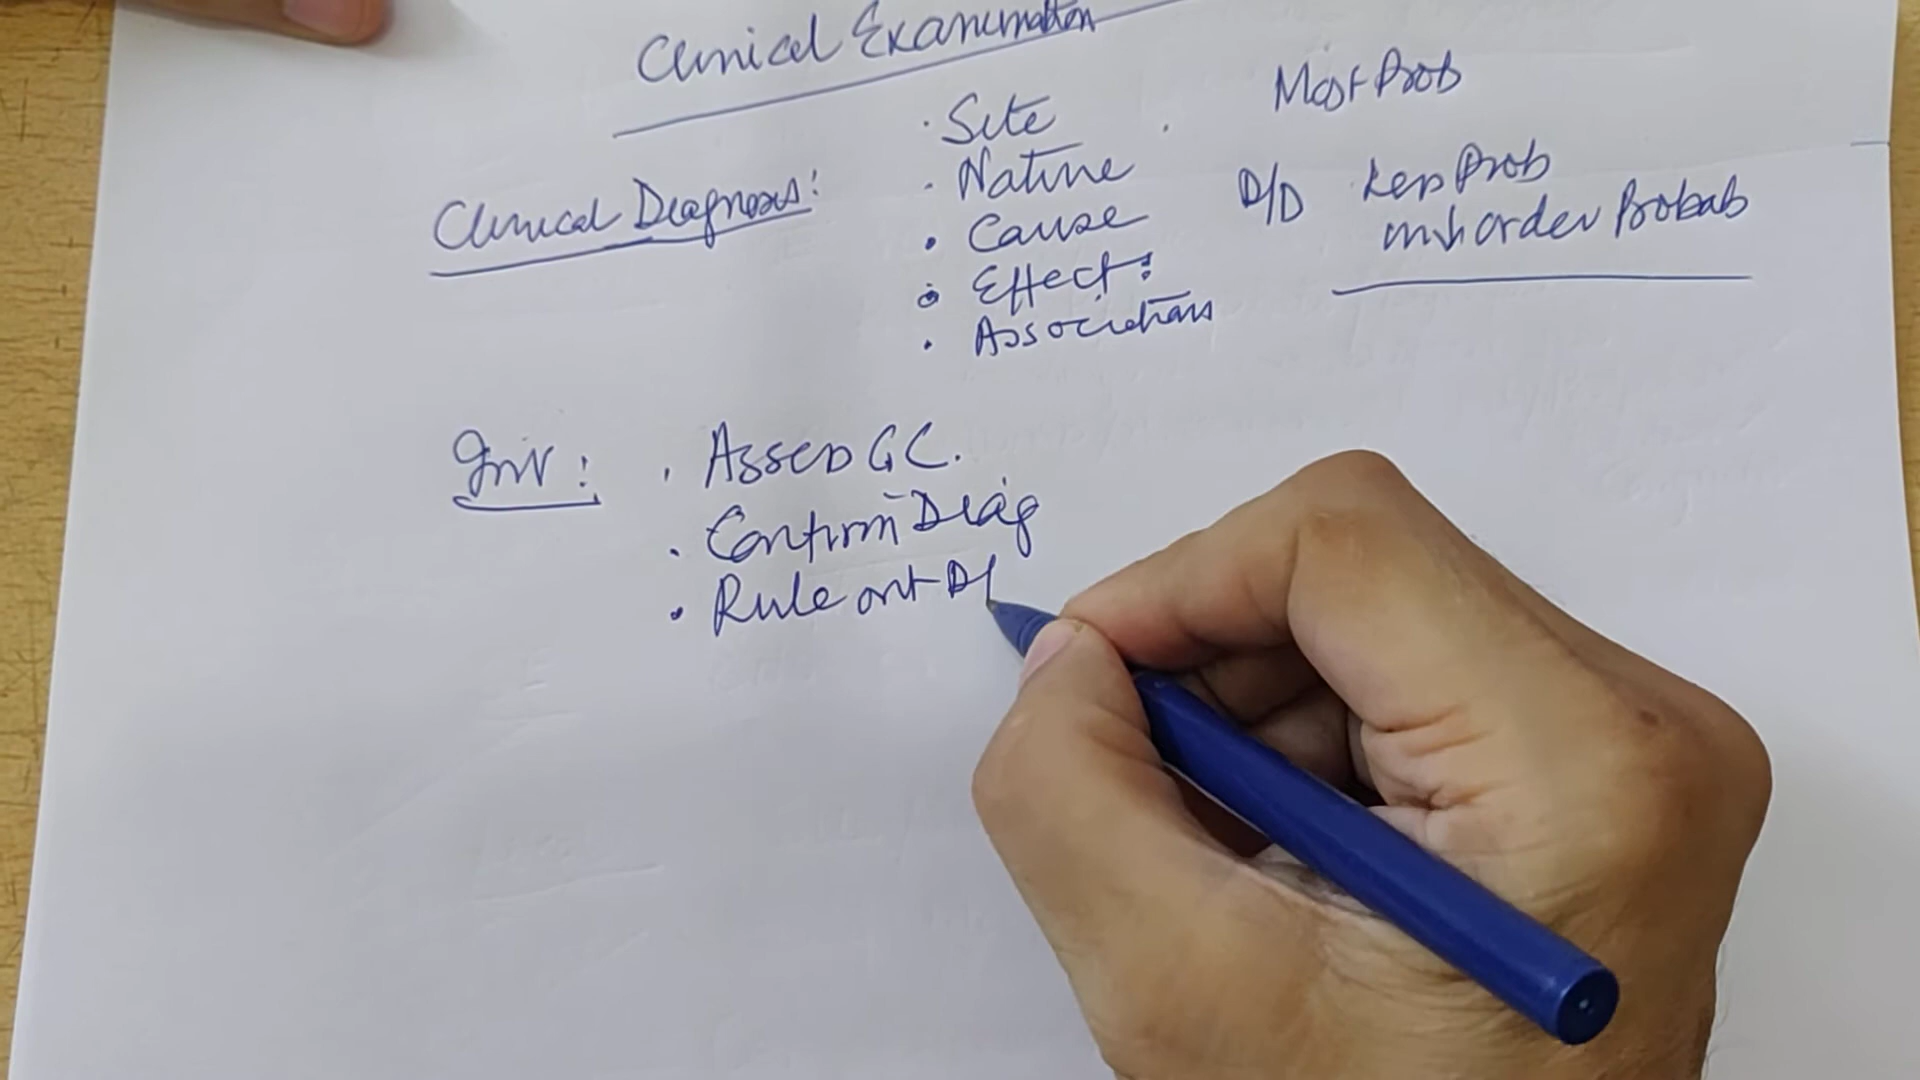 Clinical Examination
Clinical Diagnosis:
· Site
· Nature
· Cause
· Effect:
· Associations
Most Prob
D/D Less Prob
order Probab
Inv:
· Assess GC.
· Confirm Diag
· Rule out D/